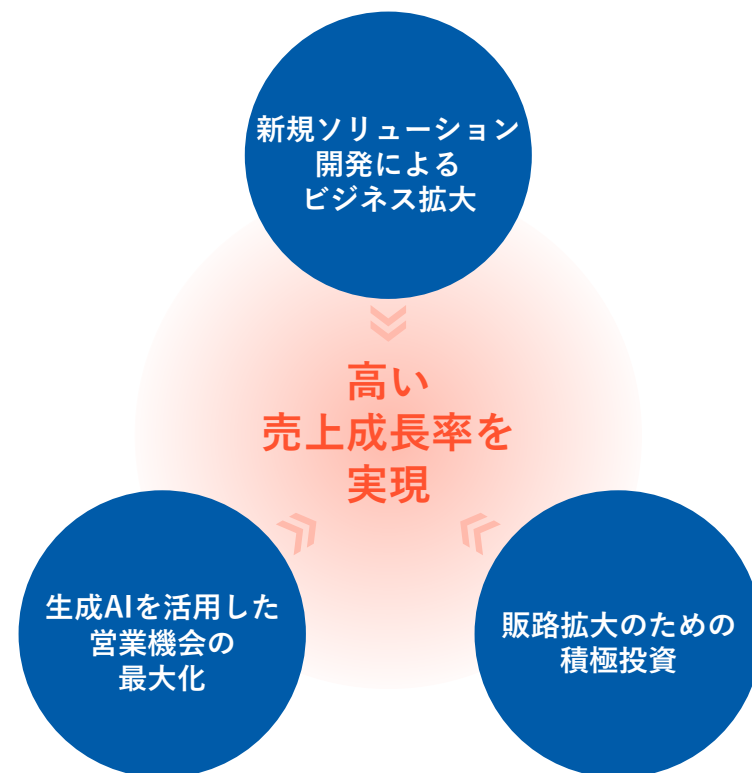 新規ソリューション
開発による
ビジネス拡大
高い
売上成長率を
実現
生成AIを活用した
営業機会の
最大化
販路拡大のための
積極投資